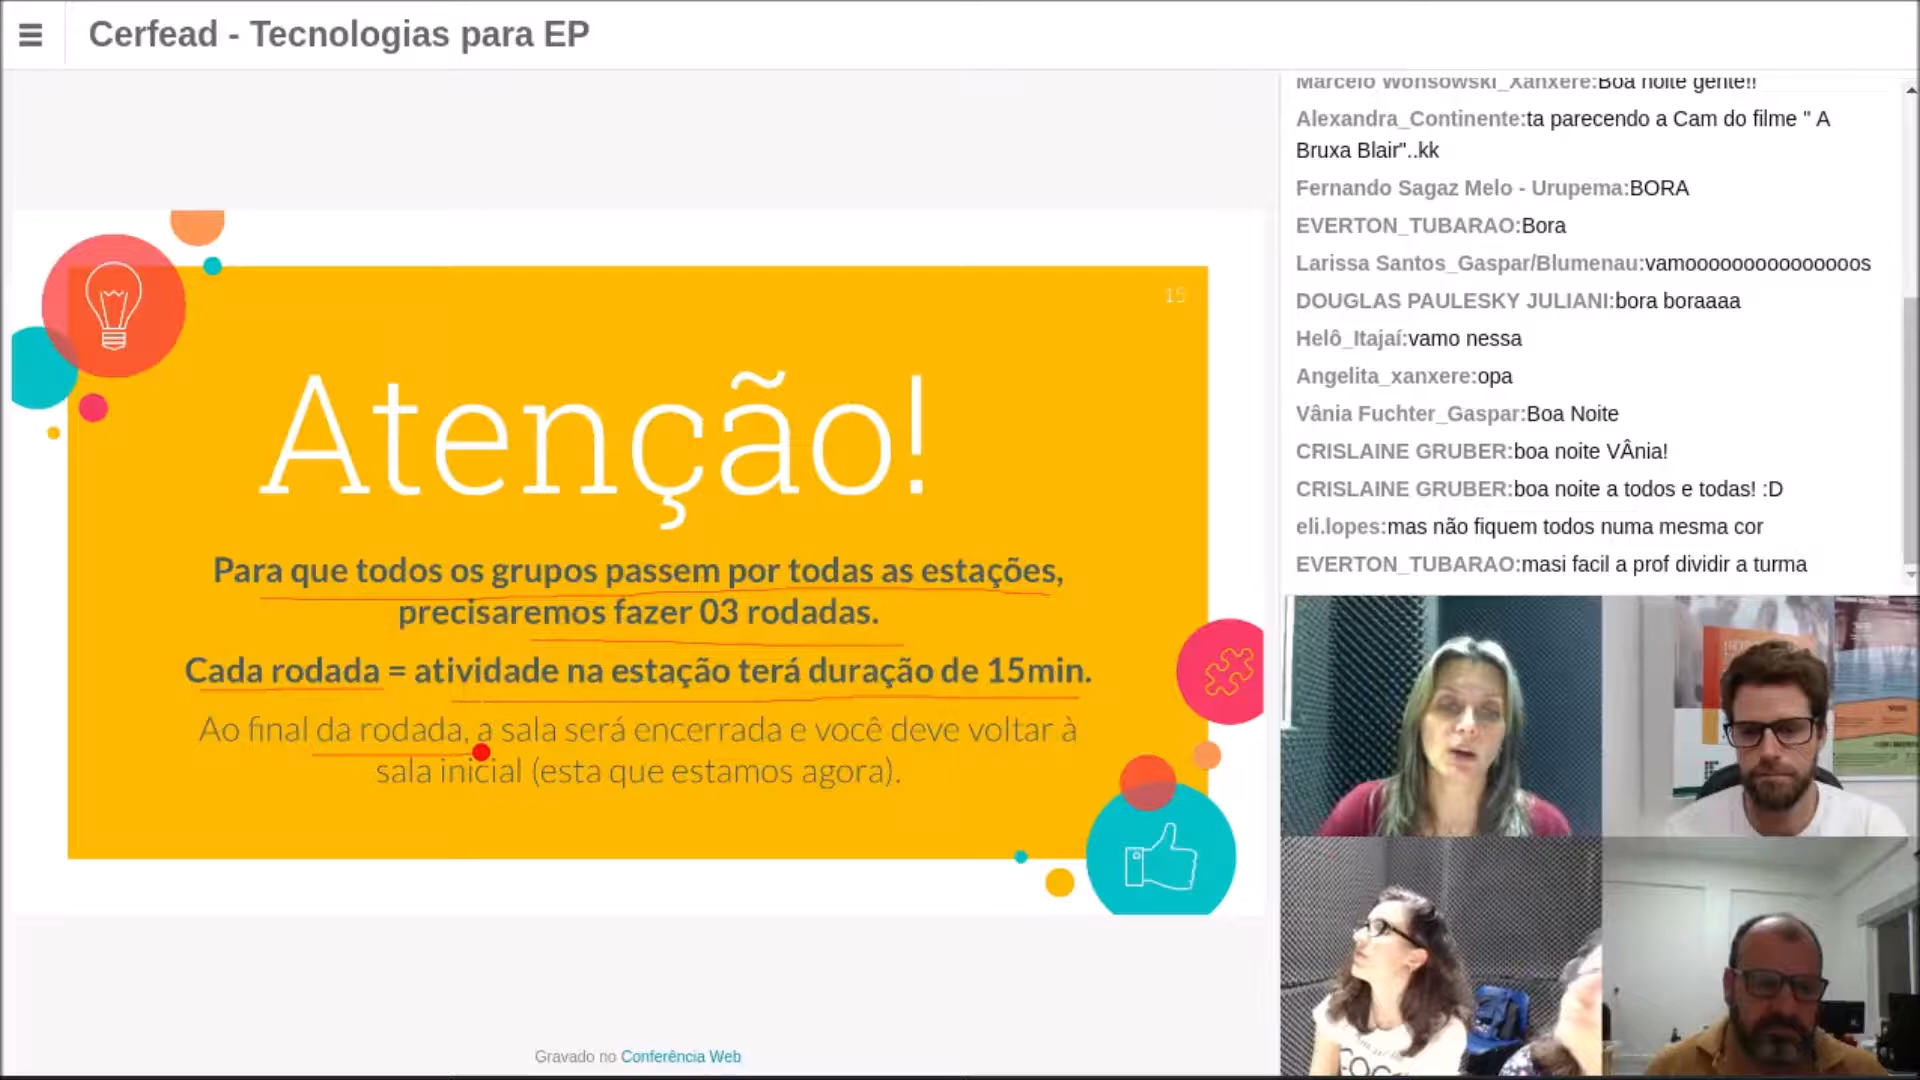 Cerfead - Tecnologias para EP
15
Atenção!
Para que todos os grupos passem por todas as estações,
precisaremos fazer 03 rodadas.
Cada rodada = atividade na estação terá duração de 15min.
Ao final da rodada, a sala será encerrada e você deve voltar à
sala inicial (esta que estamos agora).
Gravado no Conferência Web
Marcelo Wonsowski_Xanxere:Boa noite gente!!
Alexandra_Continente:ta parecendo a Cam do filme " A
Bruxa Blair"..kk
Fernando Sagaz Melo - Urupema:BORA
EVERTON_TUBARAO:Bora
Larissa Santos_Gaspar/Blumenau:vamooooooooooooooos
DOUGLAS PAULESKY JULIANI:bora boraaaa
Helô_Itajaí:vamo nessa
Angelita_xanxere:opa
Vânia Fuchter_Gaspar:Boa Noite
CRISLAINE GRUBER:boa noite VÂnia!
CRISLAINE GRUBER:boa noite a todos e todas! :D
eli.lopes:mas não fiquem todos numa mesma cor
EVERTON_TUBARAO:masi facil a prof dividir a turma